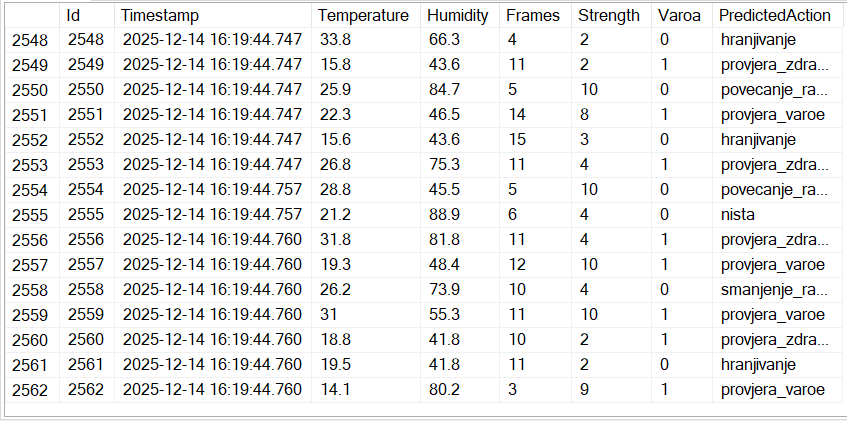 Id Timestamp Temperature Humidity Frames Strength Varoa PredictedAction
2548 2548 2025-12-14 16:19:44.747 33.8 66.3 4 2 0 hranjivanje
2549 2549 2025-12-14 16:19:44.747 15.8 43.6 11 2 1 provjera_zdra...
2550 2550 2025-12-14 16:19:44.747 25.9 84.7 5 10 0 povecanje_ra...
2551 2551 2025-12-14 16:19:44.747 22.3 46.5 14 8 1 provjera_varoe
2552 2552 2025-12-14 16:19:44.747 15.6 43.6 15 3 0 hranjivanje
2553 2553 2025-12-14 16:19:44.747 26.8 75.3 11 4 1 provjera_zdra...
2554 2554 2025-12-14 16:19:44.757 28.8 45.5 5 10 0 povecanje_ra...
2555 2555 2025-12-14 16:19:44.757 21.2 88.9 6 4 0 nista
2556 2556 2025-12-14 16:19:44.760 31.8 81.8 11 4 1 provjera_zdra...
2557 2557 2025-12-14 16:19:44.760 19.3 48.4 12 10 1 provjera_varoe
2558 2558 2025-12-14 16:19:44.760 26.2 73.9 10 4 0 smanjenje_ra...
2559 2559 2025-12-14 16:19:44.760 31 55.3 11 10 1 provjera_varoe
2560 2560 2025-12-14 16:19:44.760 18.8 41.8 10 2 1 provjera_zdra...
2561 2561 2025-12-14 16:19:44.760 19.5 41.8 11 2 0 hranjivanje
2562 2562 2025-12-14 16:19:44.760 14.1 80.2 3 9 1 provjera_varoe